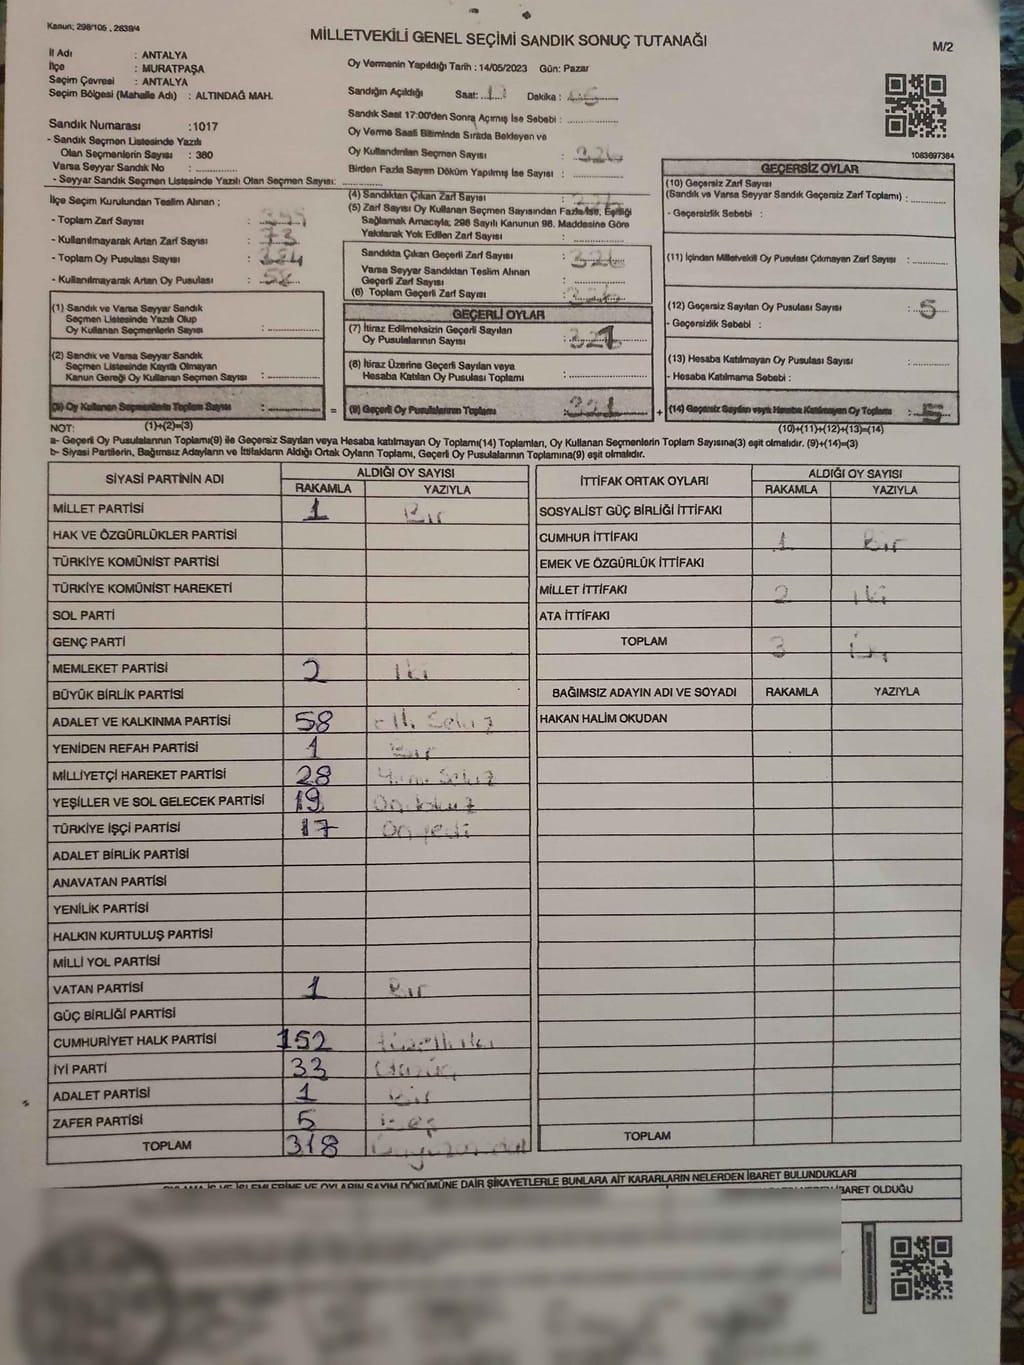 Kanun; 298/105 , 2839/4
MİLLETVEKİLİ GENEL SEÇİMİ SANDIK SONUÇ TUTANAĞI
M/2
İl Adı : ANTALYA
İlçe : MURATPAŞA
Seçim Çevresi : ANTALYA
Seçim Bölgesi (Mahalle Adı) : ALTINDAĞ MAH.
Sandık Numarası :1017
- Sandık Seçmen Listesinde Yazılı
Olan Seçmenlerin Sayısı : 380
Varsa Seyyar Sandık No :
- Seyyar Sandık Seçmen Listesinde Yazılı Olan Seçmen Sayısı:
İlçe Seçim Kurulundan Teslim Alınan ;
- Toplam Zarf Sayısı :
- Kullanılmayarak Artan Zarf Sayısı : 73
- Toplam Oy Pusulası Sayısı : 384
- Kullanılmayarak Artan Oy Pusulası : 58
(1) Sandık ve Varsa Seyyar Sandık
Seçmen Listesinde Yazılı Olup
Oy Kullanan Seçmenlerin Sayısı :
(2) Sandık ve Varsa Seyyar Sandık
Seçmen Listesinde Kayıtlı Olmayan
Kanun Gereği Oy Kullanan Seçmen Sayısı :
(3) Oy Kullanan Seçmenlerin Toplam Sayısı :
(1)+(2)=(3)
Oy Vermenin Yapıldığı Tarih : 14/05/2023 Gün: Pazar
Sandığın Açıldığı Saat: Dakika :
Sandık Saat 17:00'den Sonra Açımış İse Sebebi :
Oy Verme Saati Bitiminde Sırada Bekleyen ve
Oy Kullandırılan Seçmen Sayısı : 326
Birden Fazla Sayım Döküm Yapılmış İse Sayısı :
(4) Sandıktan Çıkan Zarf Sayısı :
(5) Zarf Sayısı Oy Kullanan Seçmen Sayısından Fazla İse, Eşitliği
Sağlamak Amacıyla, 298 Sayılı Kanunun 98. Maddesine Göre
Yakılarak Yok Edilen Zarf Sayısı :
Sandıkta Çıkan Geçerli Zarf Sayısı : 326
Varsa Seyyar Sandıktan Teslim Alınan
Geçerli Zarf Sayısı :
(6) Toplam Geçerli Zarf Sayısı : 326
GEÇERLİ OYLAR
(7) İtiraz Edilmeksizin Geçerli Sayılan
Oy Pusulalarının Sayısı : 321
(8) İtiraz Üzerine Geçerli Sayılan veya
Hesaba Katılan Oy Pusulası Toplamı :
= (9) Geçerli Oy Pusulalarının Toplamı : 321
1083697384
GEÇERSİZ OYLAR
(10) Geçersiz Zarf Sayısı
(Sandık ve Varsa Seyyar Sandık Geçersiz Zarf Toplamı) :
- Geçersizlik Sebebi :
(11) İçinden Milletvekili Oy Pusulası Çıkmayan Zarf Sayısı :
(12) Geçersiz Sayılan Oy Pusulası Sayısı : 5
- Geçersizlik Sebebi :
(13) Hesaba Katılmayan Oy Pusulası Sayısı :
- Hesaba Katılmama Sebebi :
+ (14) Geçersiz Sayılan veya Hesaba Katılmayan Oy Toplamı : 5
(10)+(11)+(12)+(13)=(14)
NOT:
a- Geçerli Oy Pusulalarının Toplamı(9) ile Geçersiz Sayılan veya Hesaba katılmayan Oy Toplamı(14) Toplamları, Oy Kullanan Seçmenlerin Toplam Sayısına(3) eşit olmalıdır. (9)+(14)=(3)
b- Siyasi Partilerin, Bağımsız Adayların ve İttifakların Aldığı Ortak Oyların Toplamı, Geçerli Oy Pusulalarının Toplamına(9) eşit olmalıdır.
SİYASİ PARTİNİN ADI ALDIĞI OY SAYISI
RAKAMLA YAZIYLA
MİLLET PARTİSİ 1 Bir
HAK VE ÖZGÜRLÜKLER PARTİSİ
TÜRKİYE KOMÜNİST PARTİSİ
TÜRKİYE KOMÜNİST HAREKETİ
SOL PARTİ
GENÇ PARTİ
MEMLEKET PARTİSİ 2 İki
BÜYÜK BİRLİK PARTİSİ
ADALET VE KALKINMA PARTİSİ 58 elli Sekiz
YENİDEN REFAH PARTİSİ 1 Bir
MİLLİYETÇİ HAREKET PARTİSİ 28 Yirmi Sekiz
YEŞİLLER VE SOL GELECEK PARTİSİ 19 Ondokuz
TÜRKİYE İŞÇİ PARTİSİ 17 Onyedi
ADALET BİRLİK PARTİSİ
ANAVATAN PARTİSİ
YENİLİK PARTİSİ
HALKIN KURTULUŞ PARTİSİ
MİLLİ YOL PARTİSİ
VATAN PARTİSİ 1 Bir
GÜÇ BİRLİĞİ PARTİSİ
CUMHURİYET HALK PARTİSİ 152 Yüzelliiki
İYİ PARTİ 33 Otuzüç
ADALET PARTİSİ 1 Bir
ZAFER PARTİSİ 5 Beş
TOPLAM 318
İTTİFAK ORTAK OYLARI ALDIĞI OY SAYISI
RAKAMLA YAZIYLA
SOSYALİST GÜÇ BİRLİĞİ İTTİFAKI
CUMHUR İTTİFAKI 1 Bir
EMEK VE ÖZGÜRLÜK İTTİFAKI
MİLLET İTTİFAKI 2 İki
ATA İTTİFAKI
TOPLAM 3 Üç
BAĞIMSIZ ADAYIN ADI VE SOYADI RAKAMLA YAZIYLA
HAKAN HALİM OKUDAN
TOPLAM
İŞLEMLERİNE VE OYLARIN SAYIM DÖKÜMÜNE DAİR ŞİKAYETLERLE BUNLARA AİT KARARLARIN NELERDEN İBARET BULUNDUKLARI
İBARET OLDUĞU